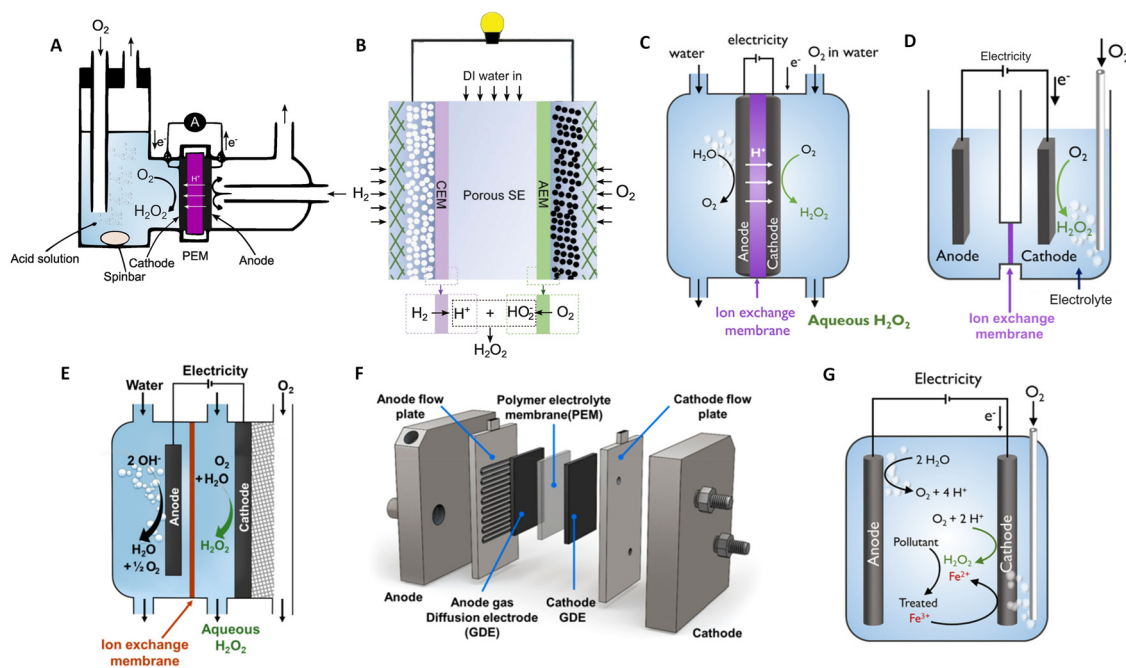 A
O₂
A
e⁻
e⁻
H⁺
O₂
H₂O₂
Acid solution
Spinbar
Cathode
PEM
Anode
B
DI water in
H₂
CEM
Porous SE
AEM
O₂
H₂
H⁺
+
HO₂⁻
O₂
H₂O₂
C
electricity
water
e⁻
O₂ in water
H₂O
H⁺
O₂
O₂
H₂O₂
Anode
Cathode
Ion exchange
membrane
Aqueous H₂O₂
D
Electricity
O₂
e⁻
O₂
H₂O₂
Anode
Cathode
Electrolyte
Ion exchange
membrane
E
Electricity
Water
O₂
2 OH⁻
O₂
+H₂O
Anode
Cathode
H₂O₂
H₂O
+ ½ O₂
Ion exchange
membrane
Aqueous
H₂O₂
F
Anode flow
plate
Polymer electrolyte
membrane(PEM)
Cathode flow
plate
Anode
Anode gas
Diffusion electrode
(GDE)
Cathode
GDE
Cathode
G
Electricity
O₂
e⁻
2 H₂O
O₂ + 4 H⁺
O₂ + 2 H⁺
Anode
Cathode
Pollutant
H₂O₂
Fe²⁺
Treated
Fe³⁺